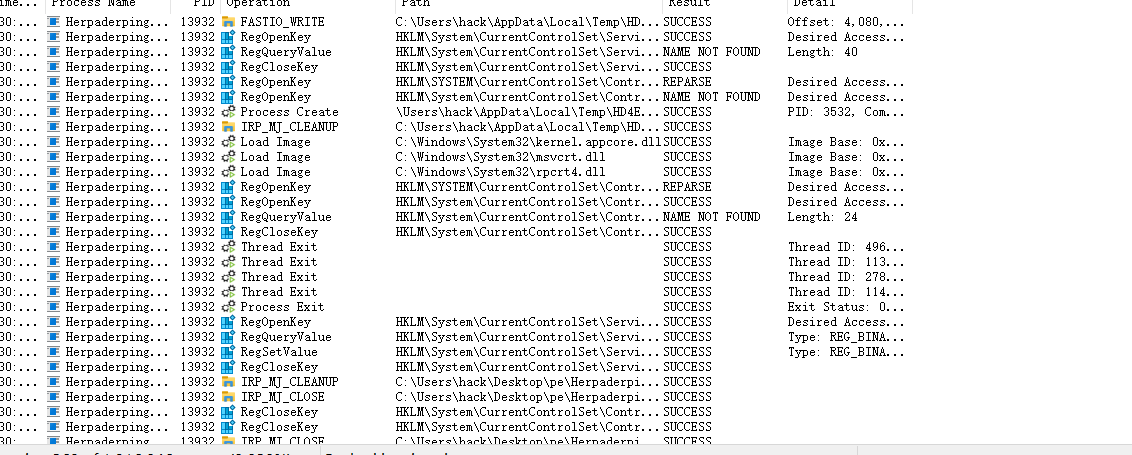 ime... Process Name PID Operation Path Result Detail
30:... Herpaderping... 13932 FASTIO_WRITE C:\Users\hack\AppData\Local\Temp\HD... SUCCESS Offset: 4,080,...
30:... Herpaderping... 13932 RegOpenKey HKLM\System\CurrentControlSet\Servi... SUCCESS Desired Access...
30:... Herpaderping... 13932 RegQueryValue HKLM\System\CurrentControlSet\Servi... NAME NOT FOUND Length: 40
30:... Herpaderping... 13932 RegCloseKey HKLM\System\CurrentControlSet\Servi... SUCCESS
30:... Herpaderping... 13932 RegOpenKey HKLM\SYSTEM\CurrentControlSet\Contr... REPARSE Desired Access...
30:... Herpaderping... 13932 RegOpenKey HKLM\System\CurrentControlSet\Contr... NAME NOT FOUND Desired Access...
30:... Herpaderping... 13932 Process Create \Users\hack\AppData\Local\Temp\HD4E... SUCCESS PID: 3532, Com...
30:... Herpaderping... 13932 IRP_MJ_CLEANUP C:\Users\hack\AppData\Local\Temp\HD... SUCCESS
30:... Herpaderping... 13932 Load Image C:\Windows\System32\kernel.appcore.dll SUCCESS Image Base: 0x...
30:... Herpaderping... 13932 Load Image C:\Windows\System32\msvcrt.dll SUCCESS Image Base: 0x...
30:... Herpaderping... 13932 Load Image C:\Windows\System32\rpcrt4.dll SUCCESS Image Base: 0x...
30:... Herpaderping... 13932 RegOpenKey HKLM\SYSTEM\CurrentControlSet\Contr... REPARSE Desired Access...
30:... Herpaderping... 13932 RegOpenKey HKLM\System\CurrentControlSet\Contr... SUCCESS Desired Access...
30:... Herpaderping... 13932 RegQueryValue HKLM\System\CurrentControlSet\Contr... NAME NOT FOUND Length: 24
30:... Herpaderping... 13932 RegCloseKey HKLM\System\CurrentControlSet\Contr... SUCCESS
30:... Herpaderping... 13932 Thread Exit SUCCESS Thread ID: 496...
30:... Herpaderping... 13932 Thread Exit SUCCESS Thread ID: 113...
30:... Herpaderping... 13932 Thread Exit SUCCESS Thread ID: 278...
30:... Herpaderping... 13932 Thread Exit SUCCESS Thread ID: 114...
30:... Herpaderping... 13932 Process Exit SUCCESS Exit Status: 0...
30:... Herpaderping... 13932 RegOpenKey HKLM\System\CurrentControlSet\Servi... SUCCESS Desired Access...
30:... Herpaderping... 13932 RegQueryValue HKLM\System\CurrentControlSet\Servi... SUCCESS Type: REG_BINA...
30:... Herpaderping... 13932 RegSetValue HKLM\System\CurrentControlSet\Servi... SUCCESS Type: REG_BINA...
30:... Herpaderping... 13932 RegCloseKey HKLM\System\CurrentControlSet\Servi... SUCCESS
30:... Herpaderping... 13932 IRP_MJ_CLEANUP C:\Users\hack\Desktop\pe\Herpaderpi... SUCCESS
30:... Herpaderping... 13932 IRP_MJ_CLOSE C:\Users\hack\Desktop\pe\Herpaderpi... SUCCESS
30:... Herpaderping... 13932 RegCloseKey HKLM\System\CurrentControlSet\Contr... SUCCESS
30:... Herpaderping... 13932 RegCloseKey HKLM\System\CurrentControlSet\Contr... SUCCESS
30:... Herpaderping... 13932 IRP_MJ_CLOSE C:\Users\hack\Desktop\pe\Herpaderpi... SUCCESS